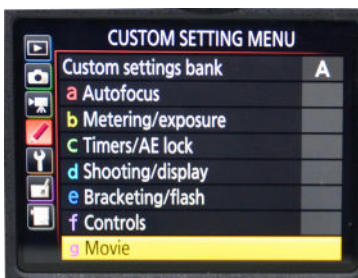 CUSTOM SETTING MENU
Custom settings bank A
a Autofocus
b Metering/exposure
c Timers/AE lock
d Shooting/display
e Bracketing/flash
f Controls
g Movie